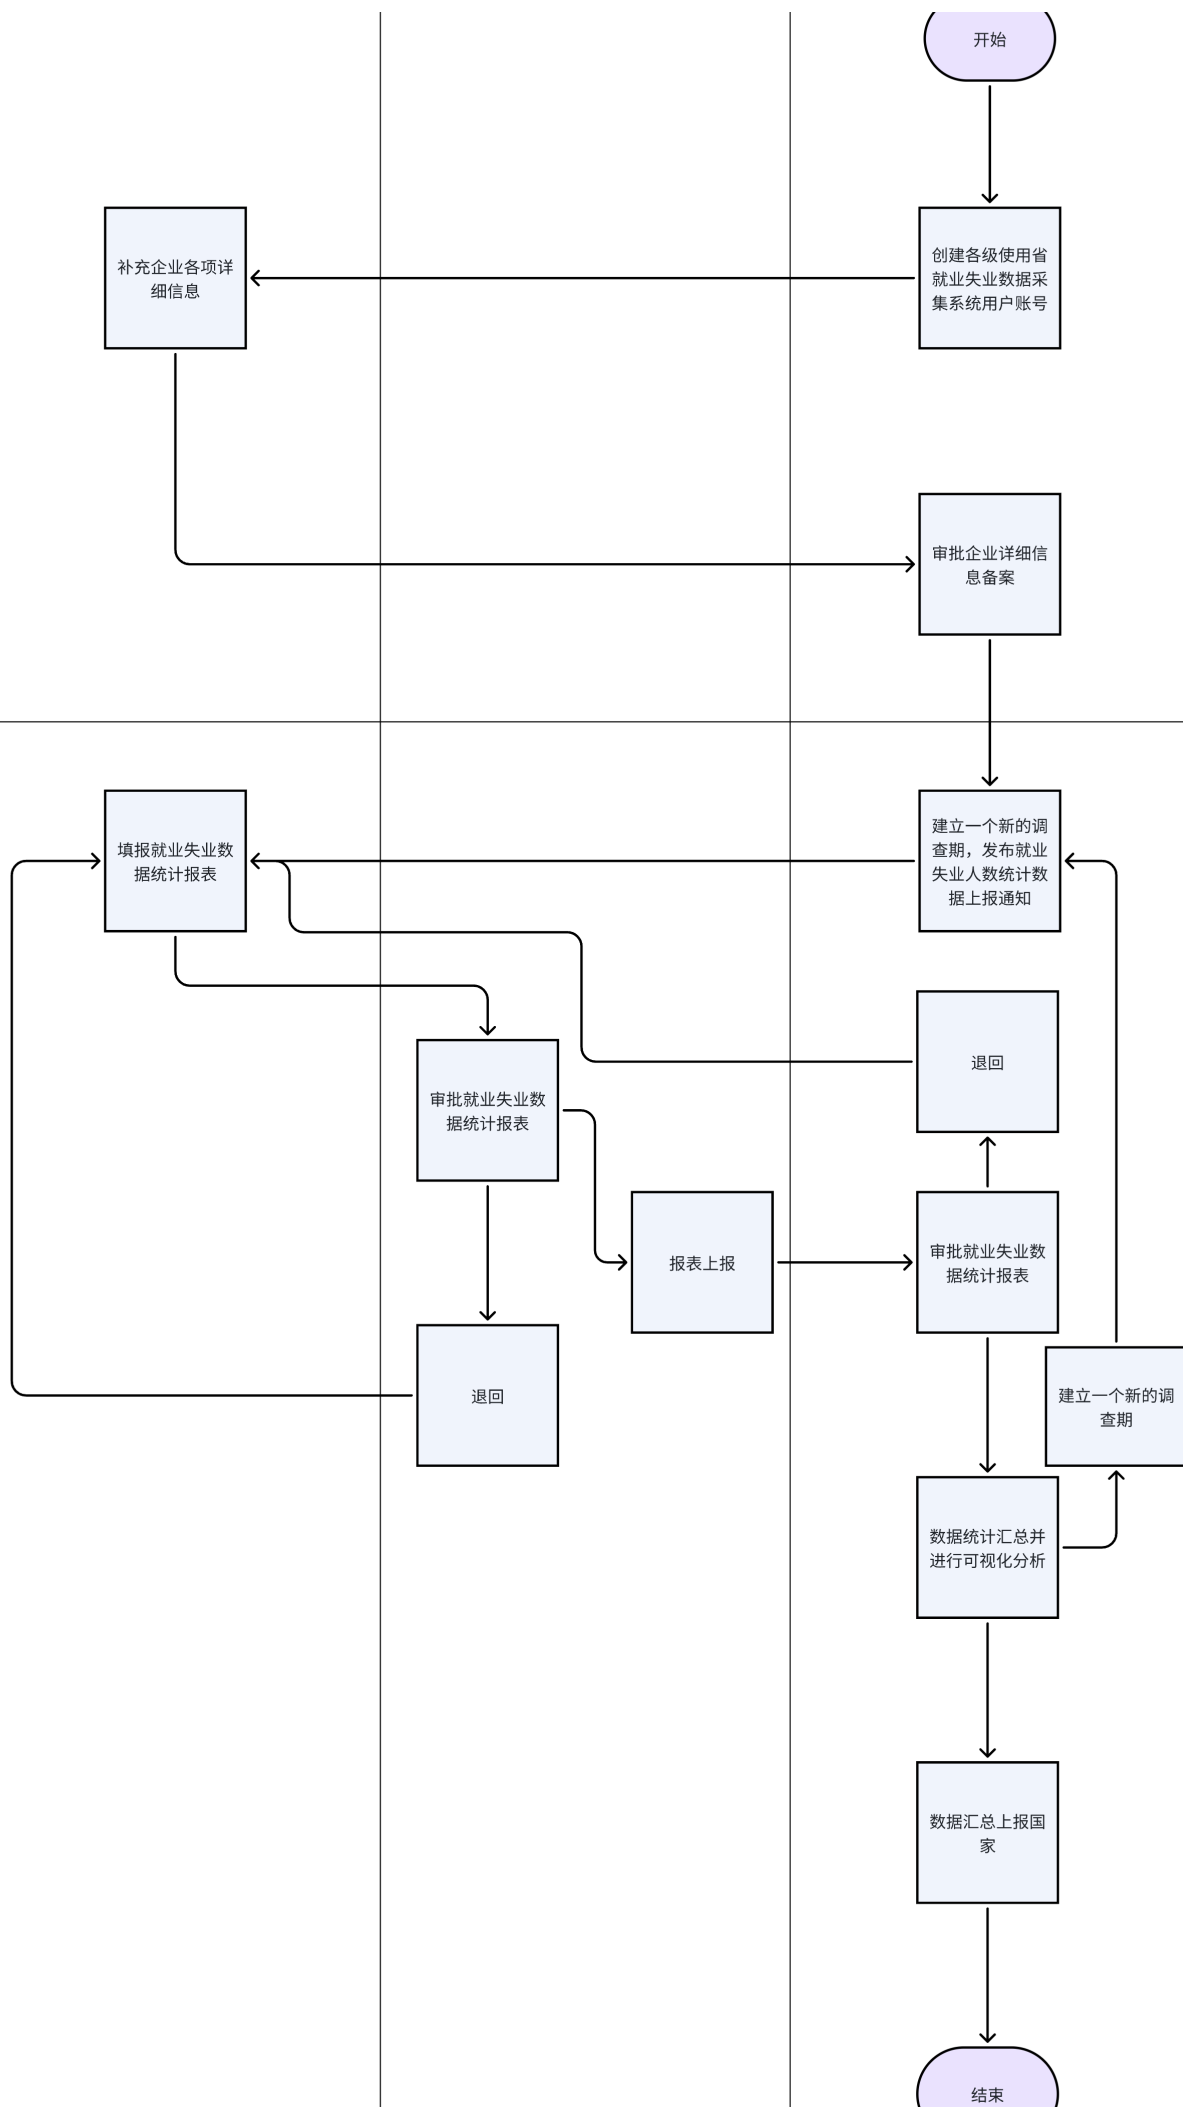 开始
补充企业各项详
细信息
创建各级使用省
就业失业数据采
集系统用户账号
审批企业详细信
息备案
填报就业失业数
据统计报表
建立一个新的调
查期，发布就业
失业人数统计数
据上报通知
退回
审批就业失业数
据统计报表
报表上报
审批就业失业数
据统计报表
退回
建立一个新的调
查期
数据统计汇总并
进行可视化分析
数据汇总上报国
家
结束